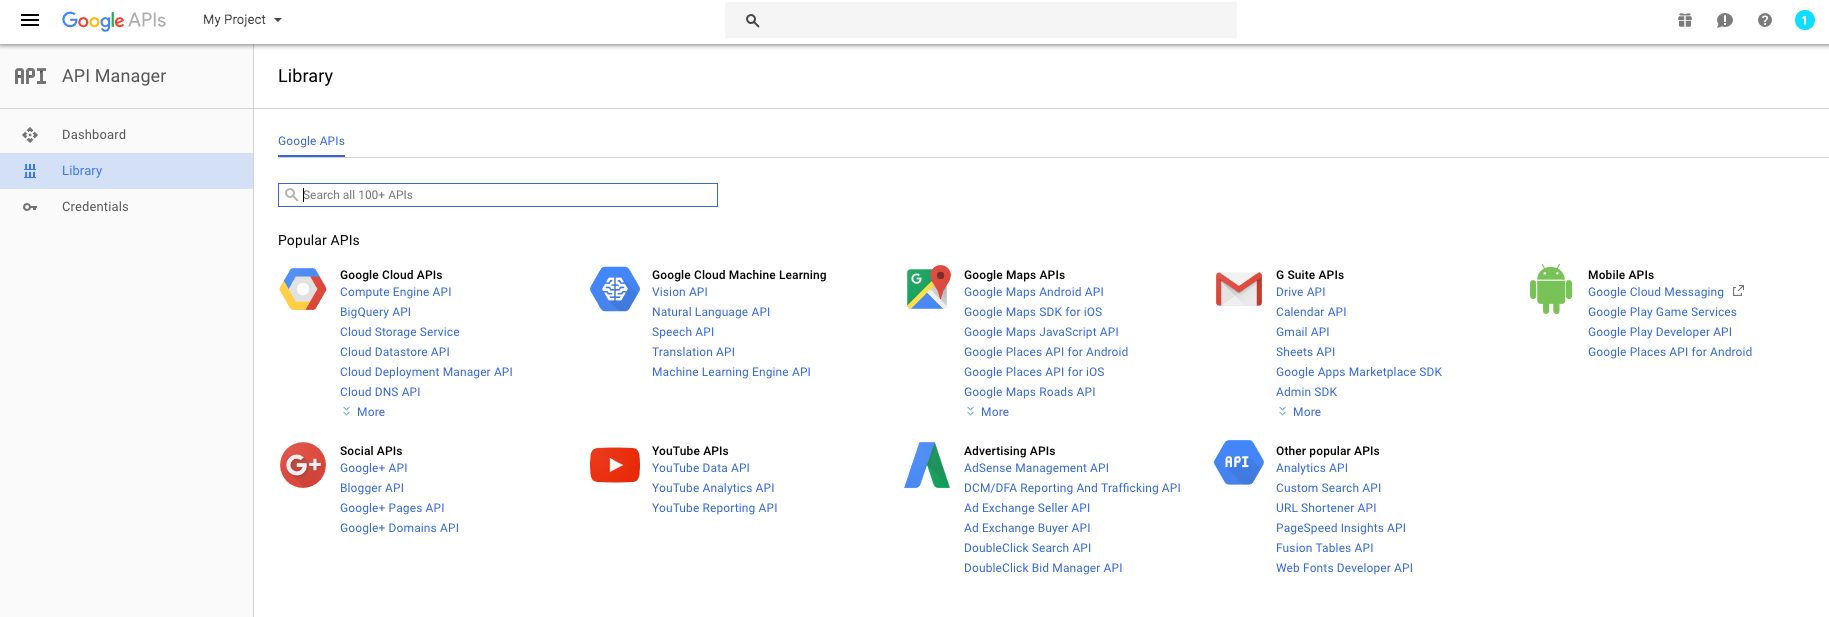 Google APIs
My Project
1
API API Manager
Library
Dashboard
Library
Credentials
Google APIs
Search all 100+ APIs
Popular APIs
Google Cloud APIs
Compute Engine API
BigQuery API
Cloud Storage Service
Cloud Datastore API
Cloud Deployment Manager API
Cloud DNS API
More
Google Cloud Machine Learning
Vision API
Natural Language API
Speech API
Translation API
Machine Learning Engine API
G
Google Maps APIs
Google Maps Android API
Google Maps SDK for iOS
Google Maps JavaScript API
Google Places API for Android
Google Places API for iOS
Google Maps Roads API
More
G Suite APIs
Drive API
Calendar API
Gmail API
Sheets API
Google Apps Marketplace SDK
Admin SDK
More
Mobile APIs
Google Cloud Messaging
Google Play Game Services
Google Play Developer API
Google Places API for Android
G+
Social APIs
Google+ API
Blogger API
Google+ Pages API
Google+ Domains API
YouTube APIs
YouTube Data API
YouTube Analytics API
YouTube Reporting API
Advertising APIs
AdSense Management API
DCM/DFA Reporting And Trafficking API
Ad Exchange Seller API
Ad Exchange Buyer API
DoubleClick Search API
DoubleClick Bid Manager API
API
Other popular APIs
Analytics API
Custom Search API
URL Shortener API
PageSpeed Insights API
Fusion Tables API
Web Fonts Developer API